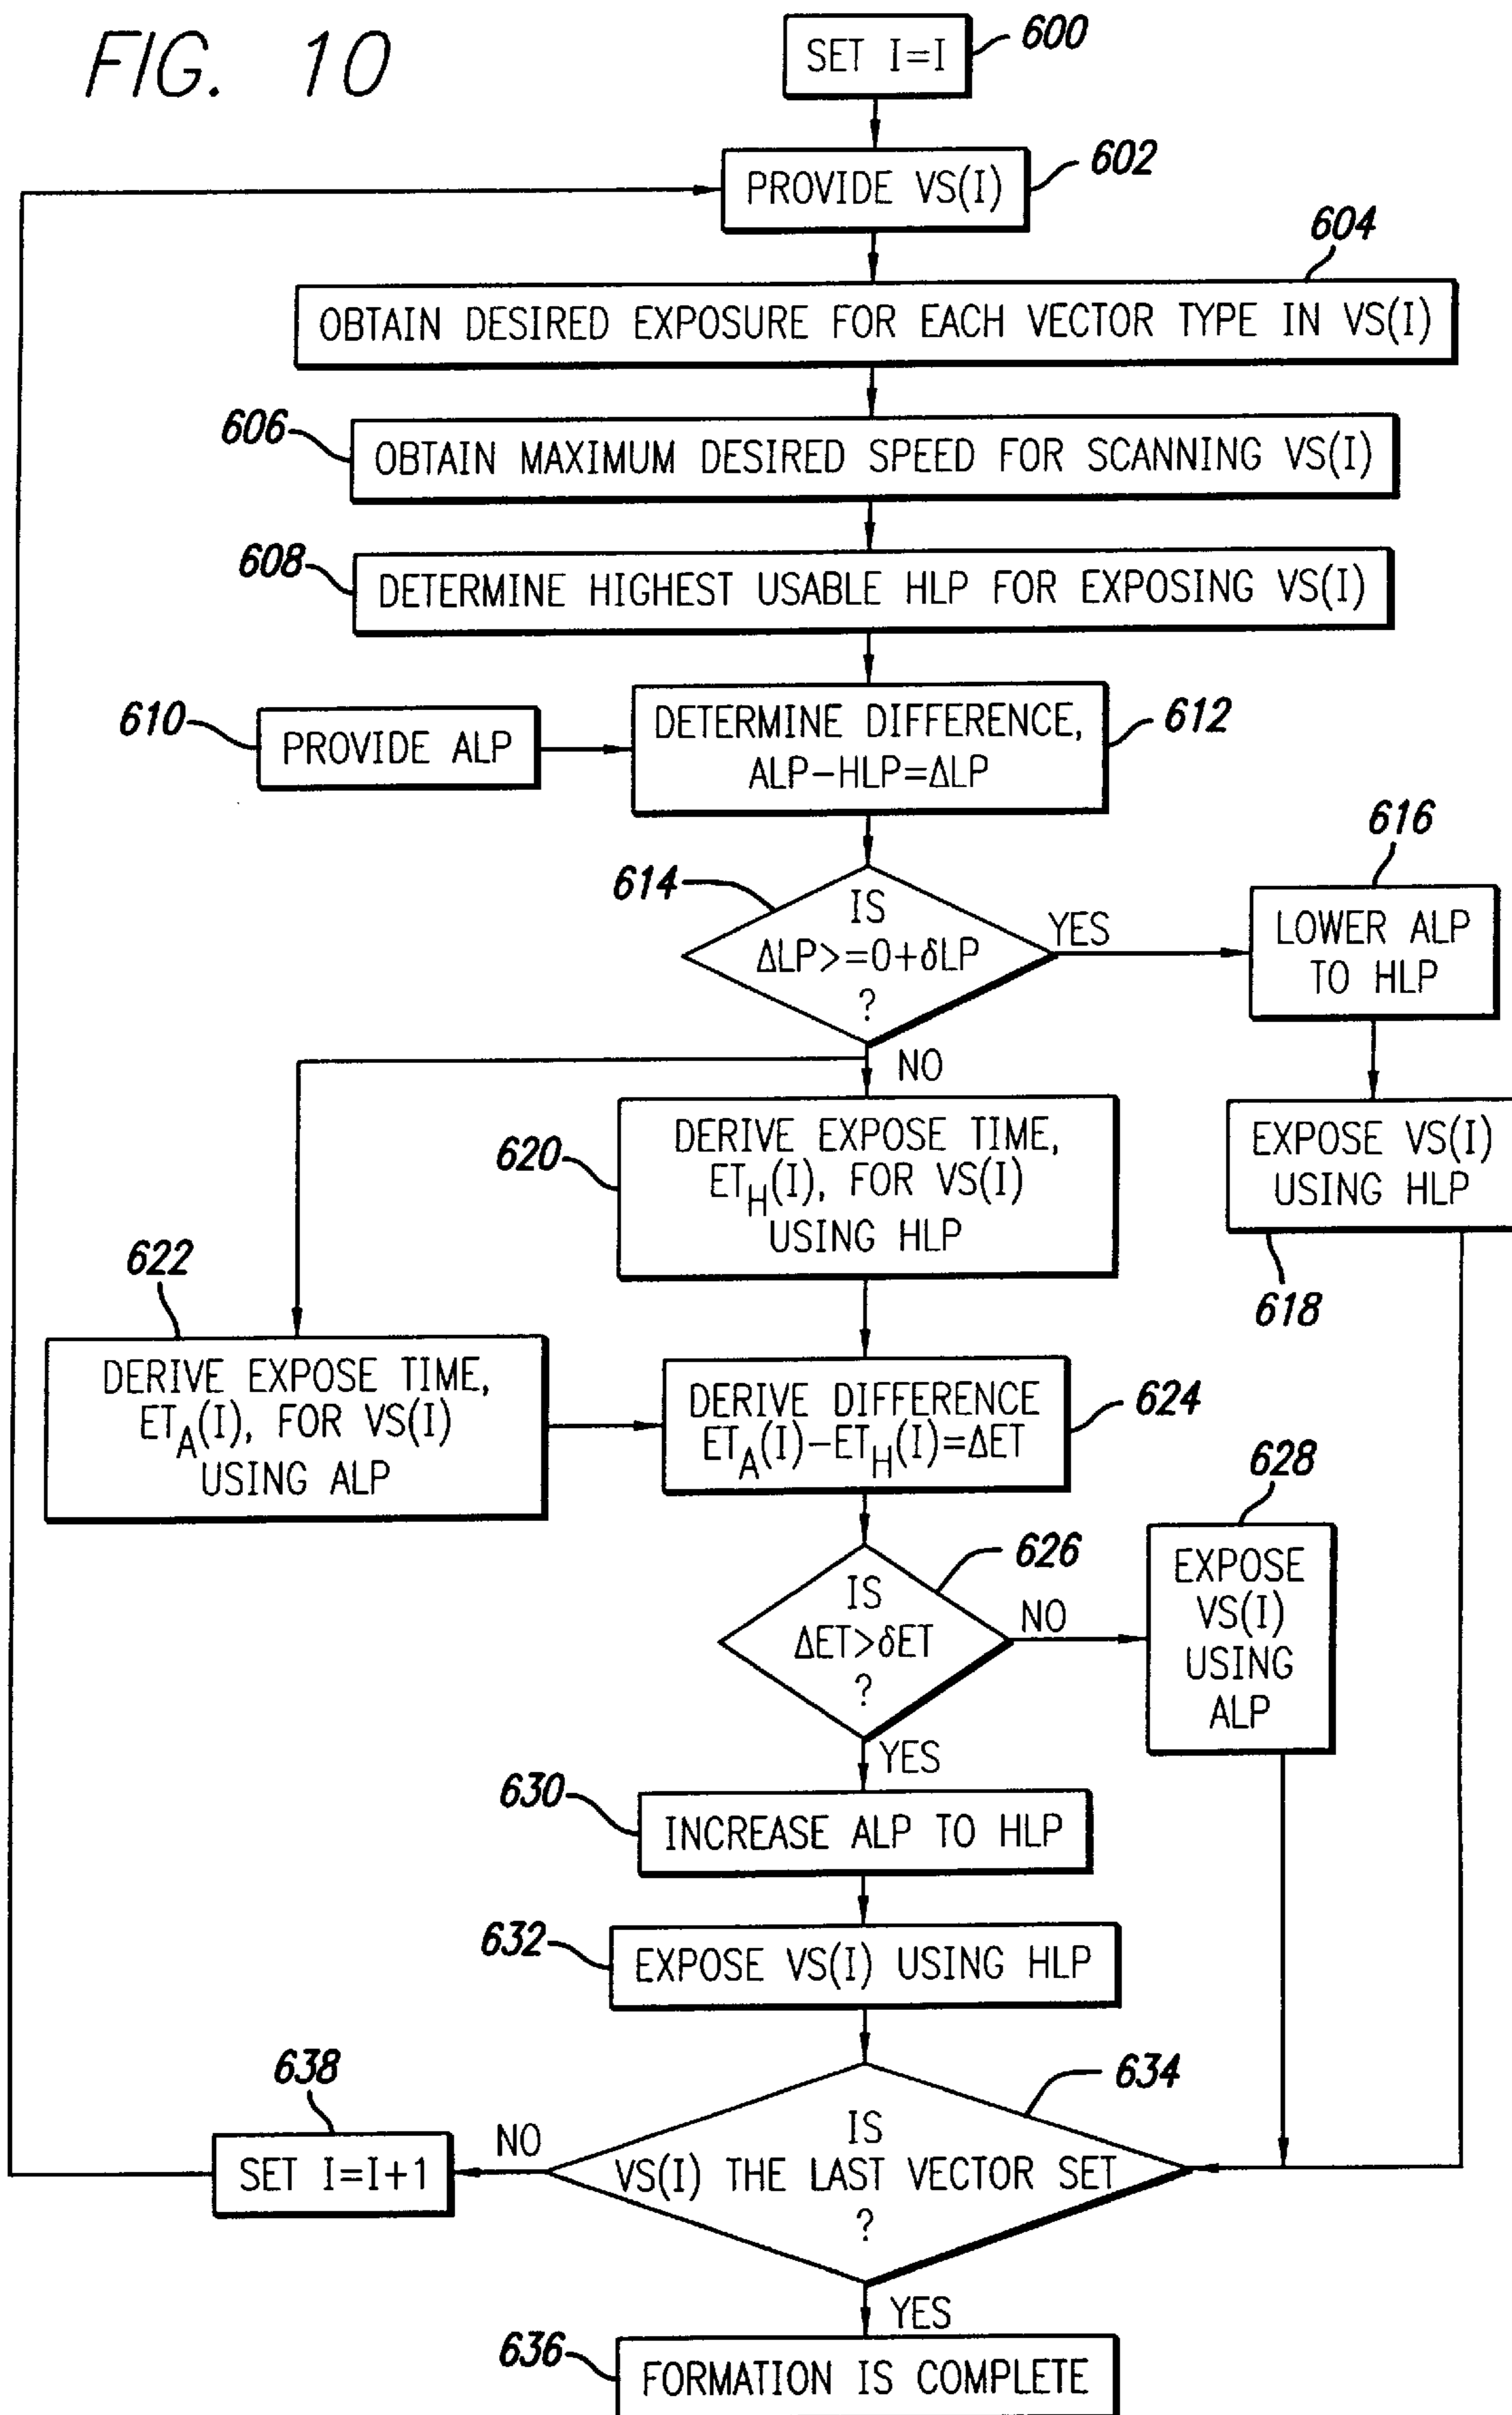 FIG. 10
SET I=I
600
PROVIDE VS(I)
602
604
OBTAIN DESIRED EXPOSURE FOR EACH VECTOR TYPE IN VS(I)
606
OBTAIN MAXIMUM DESIRED SPEED FOR SCANNING VS(I)
608
DETERMINE HIGHEST USABLE HLP FOR EXPOSING VS(I)
610
PROVIDE ALP
DETERMINE DIFFERENCE,
ALP-HLP=ΔLP
612
614
IS
ΔLP>=0+δLP
?
YES
616
LOWER ALP
TO HLP
NO
EXPOSE VS(I)
USING HLP
618
620
DERIVE EXPOSE TIME,
ET_H(I), FOR VS(I)
USING HLP
622
DERIVE EXPOSE TIME,
ET_A(I), FOR VS(I)
USING ALP
DERIVE DIFFERENCE
ET_A(I)-ET_H(I)=ΔET
624
626
IS
ΔET>δET
?
NO
628
EXPOSE
VS(I)
USING
ALP
YES
630
INCREASE ALP TO HLP
632
EXPOSE VS(I) USING HLP
634
IS
VS(I) THE LAST VECTOR SET
?
NO
638
SET I=I+1
YES
636
FORMATION IS COMPLETE